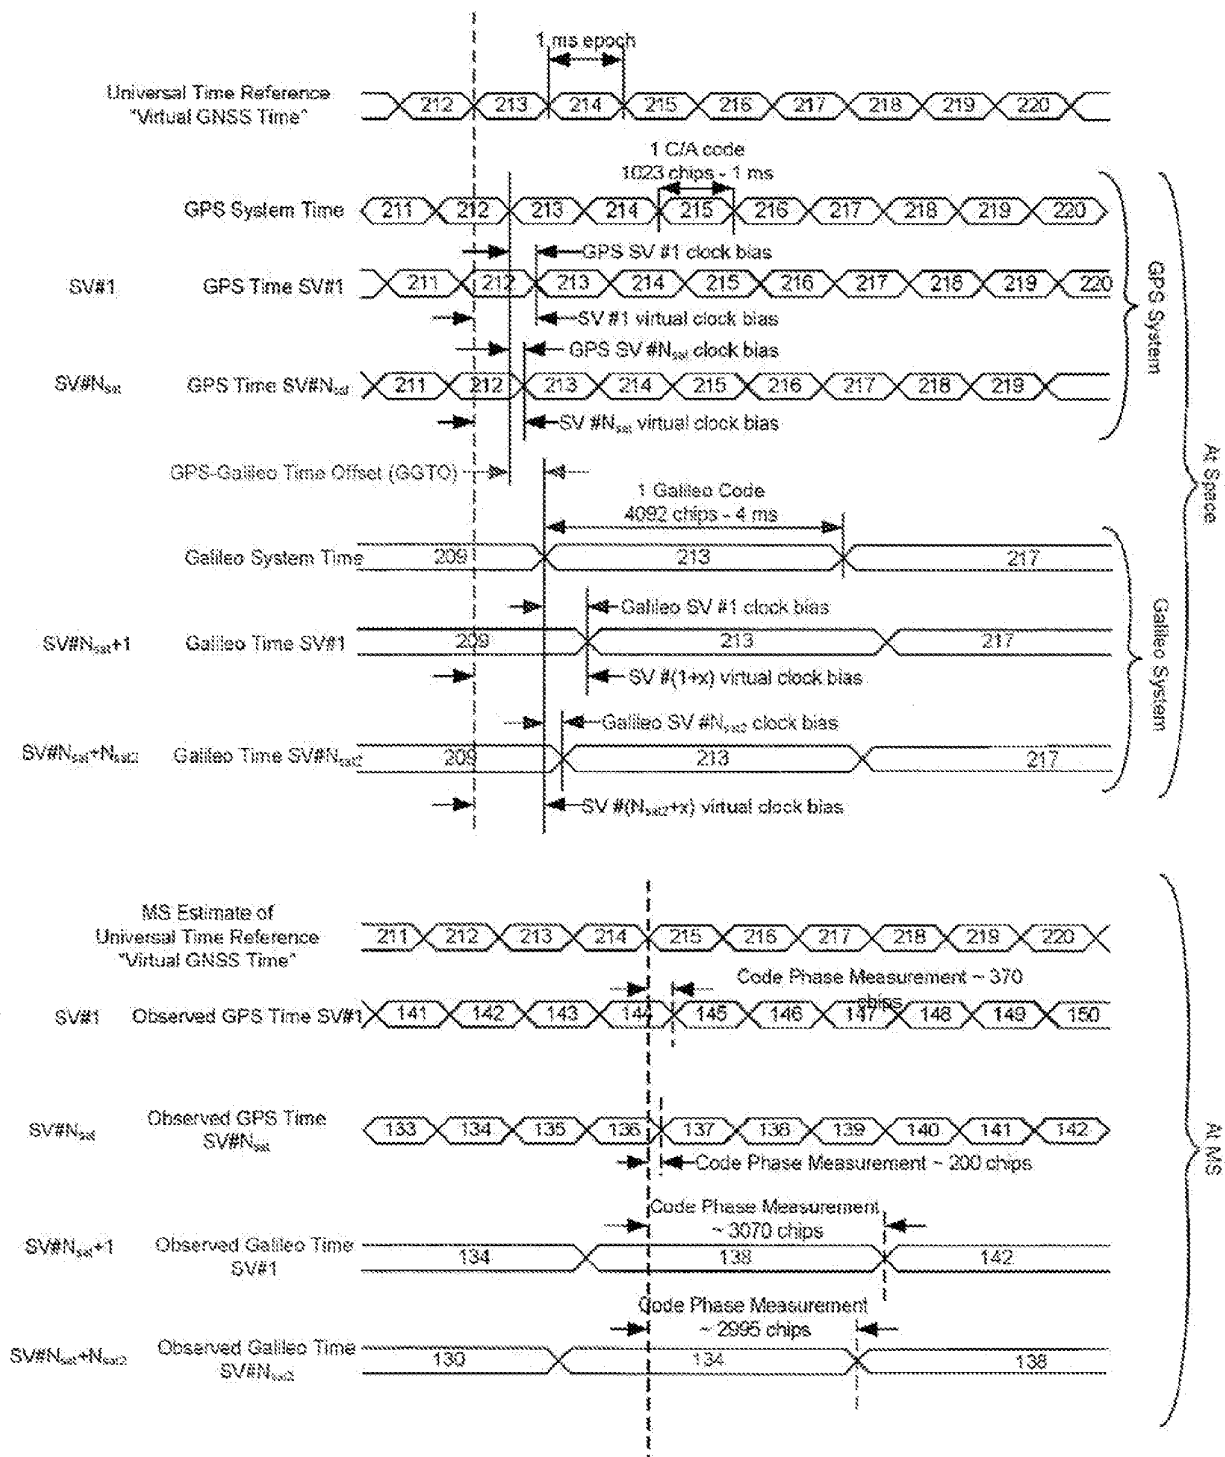 1 ms epoch
Universal Time Reference
"Virtual GNSS Time"
212 213 214 215 216 217 218 219 220
1 C/A code
1023 chips - 1 ms
GPS System Time
211 212 213 214 215 216 217 218 219 220
GPS SV #1 clock bias
SV#1 GPS Time SV#1
211 212 213 214 215 216 217 218 219 220
SV #1 virtual clock bias
GPS SV #Nsat clock bias
SV#Nsat GPS Time SV#Nsat
211 212 213 214 215 216 217 218 219
SV #Nsat virtual clock bias
GPS-Galileo Time Offset (GGTO)
1 Galileo Code
4092 chips - 4 ms
Galileo System Time
209 213 217
Galileo SV #1 clock bias
SV#Nsat+1 Galileo Time SV#1
209 213 217
SV #(1+x) virtual clock bias
Galileo SV #Nsat2 clock bias
SV#Nsat+Nsat2 Galileo Time SV#Nsat2
209 213 217
SV #(Nsat2+x) virtual clock bias
GPS System
Galileo System
At Space
MS Estimate of
Universal Time Reference
"Virtual GNSS Time"
211 212 213 214 215 216 217 218 219 220
Code Phase Measurement ~ 370
chips
SV#1 Observed GPS Time SV#1
141 142 143 144 145 146 147 148 149 150
Observed GPS Time
SV#Nsat
SV#Nsat
133 134 135 136 137 138 139 140 141 142
Code Phase Measurement ~ 200 chips
Code Phase Measurement
~ 3070 chips
SV#Nsat+1 Observed Galileo Time
SV#1
134 138 142
Code Phase Measurement
~ 2995 chips
SV#Nsat+Nsat2 Observed Galileo Time
SV#Nsat2
130 134 138
At MS